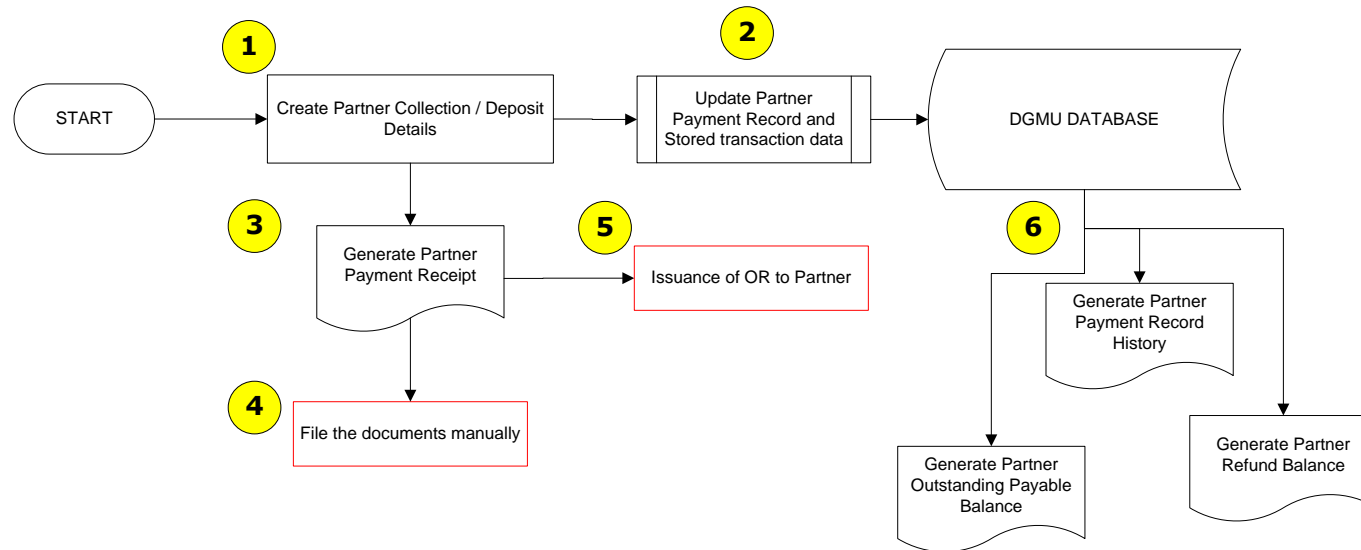 1
2
START
Create Partner Collection / Deposit
Details
Update Partner
Payment Record and
Stored transaction data
DGMU DATABASE
3
Generate Partner
Payment Receipt
5
Issuance of OR to Partner
6
Generate Partner
Payment Record
History
4
File the documents manually
Generate Partner
Outstanding Payable
Balance
Generate Partner
Refund Balance